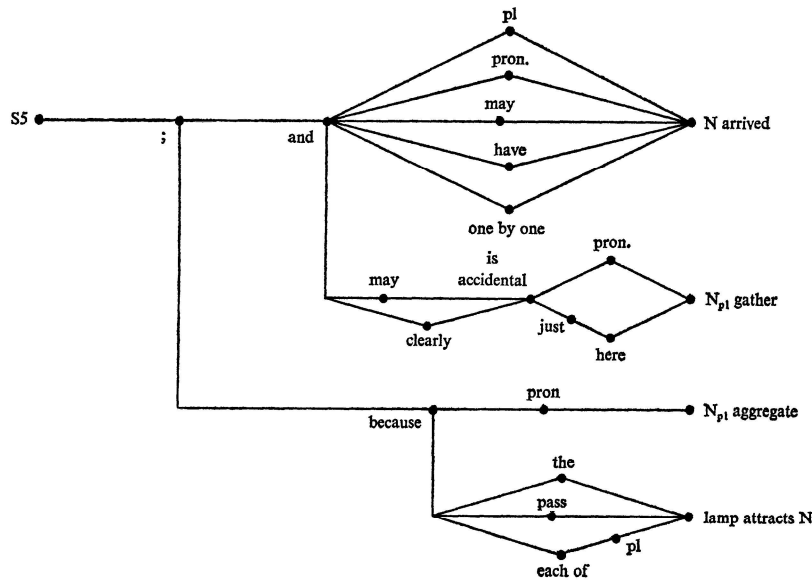 pl
pron.
may
S5
;
and
N arrived
have
one by one
is
accidental
pron.
may
N_pl gather
just
clearly
here
pron
because
N_pl aggregate
the
pass
lamp attracts N
pl
each of